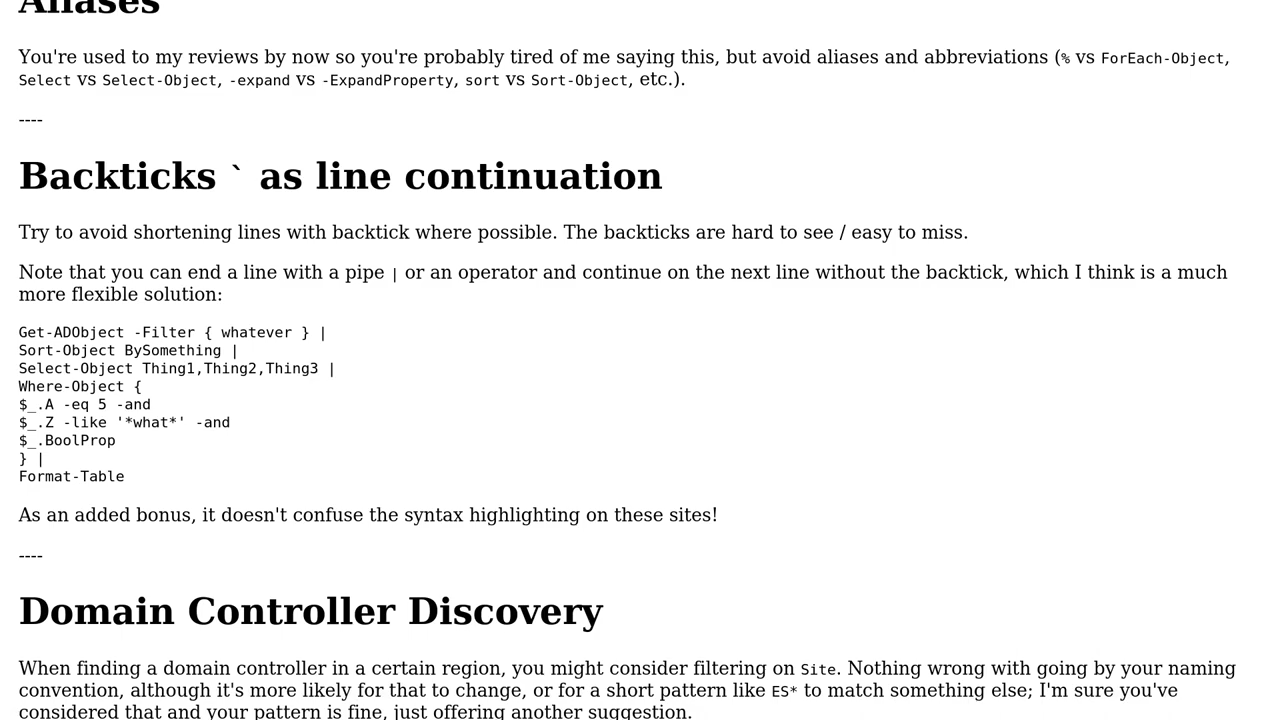 Aliases
You're used to my reviews by now so you're probably tired of me saying this, but avoid aliases and abbreviations (% vs ForEach-Object,
Select vs Select-Object, -expand vs -ExpandProperty, sort vs Sort-Object, etc.).
----
Backticks ` as line continuation
Try to avoid shortening lines with backtick where possible. The backticks are hard to see / easy to miss.
Note that you can end a line with a pipe | or an operator and continue on the next line without the backtick, which I think is a much
more flexible solution:
Get-ADObject -Filter { whatever } |
Sort-Object BySomething |
Select-Object Thing1,Thing2,Thing3 |
Where-Object {
$_.A -eq 5 -and
$_.Z -like '*what*' -and
$_.BoolProp
} |
Format-Table
As an added bonus, it doesn't confuse the syntax highlighting on these sites!
----
Domain Controller Discovery
When finding a domain controller in a certain region, you might consider filtering on Site. Nothing wrong with going by your naming
convention, although it's more likely for that to change, or for a short pattern like ES* to match something else; I'm sure you've
considered that and your pattern is fine, just offering another suggestion.